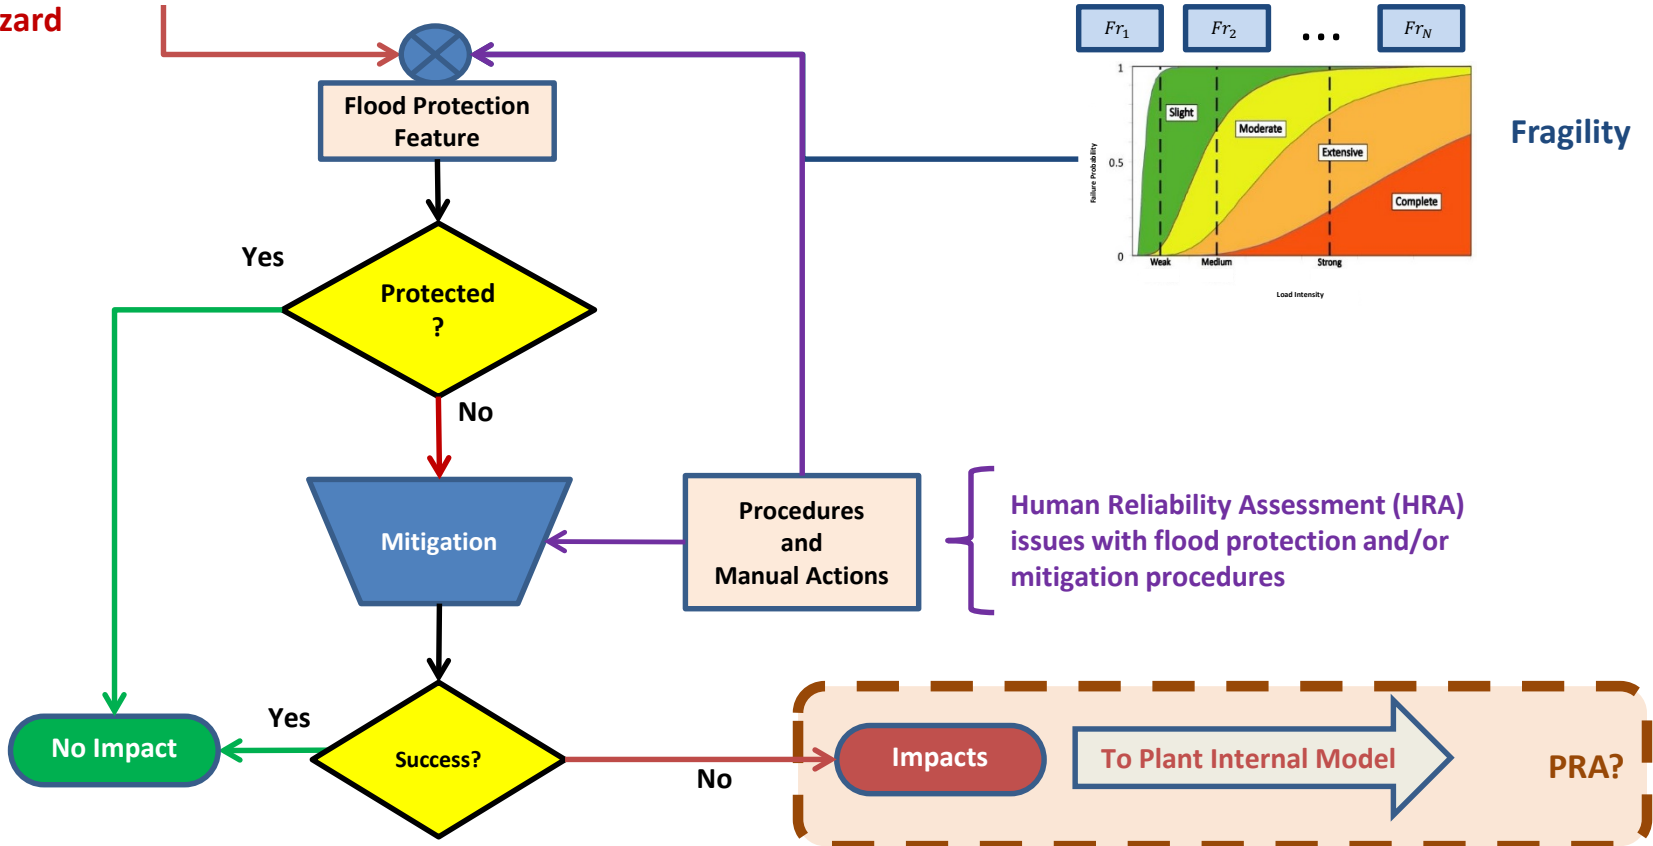 zard
Fr1
Fr2
...
FrN
Flood Protection
Feature
Fragility
1
0.5
0
Failure Probability
Slight
Moderate
Extensive
Complete
Weak
Medium
Strong
Load Intensity
Yes
Protected
?
No
Mitigation
Procedures
and
Manual Actions
Human Reliability Assessment (HRA)
issues with flood protection and/or
mitigation procedures
No Impact
Yes
Success?
No
Impacts
To Plant Internal Model
PRA?